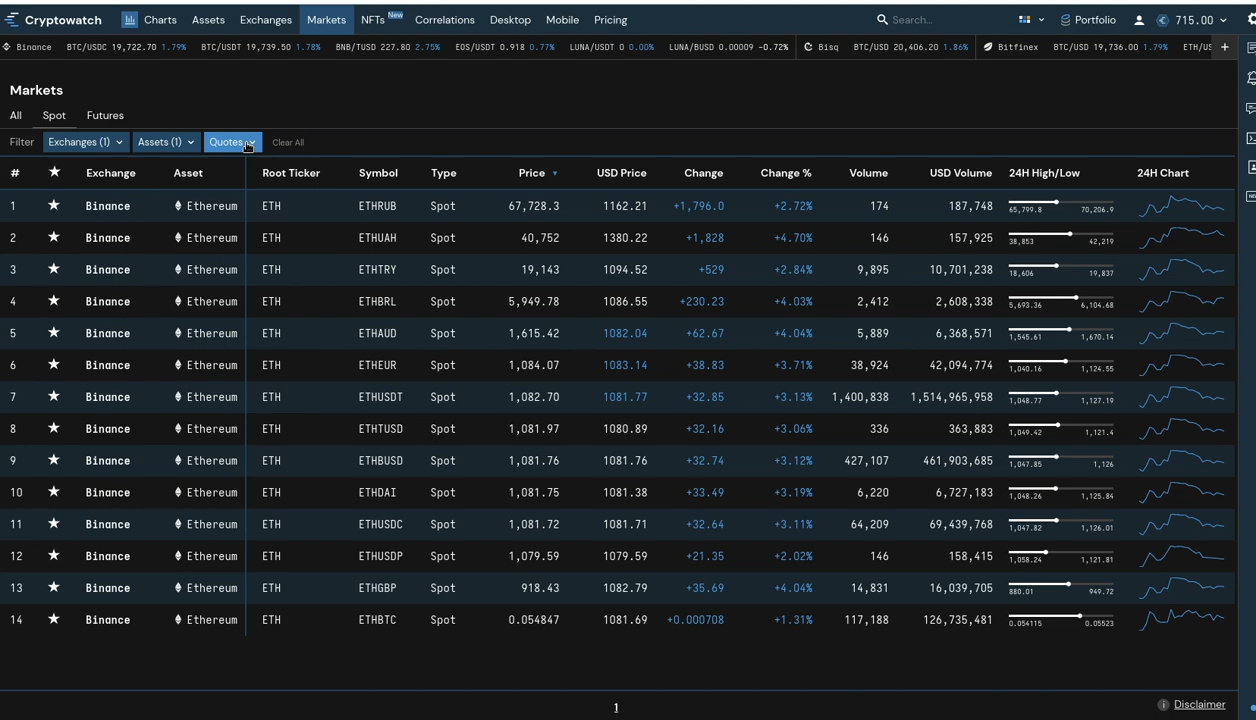 Cryptowatch Charts Assets Exchanges Markets NFTs New Correlations Desktop Mobile Pricing Search... Portfolio 715.00
Binance BTC/USDC 19,722.70 1.79% BTC/USDT 19,739.50 1.78% BNB/TUSD 227.80 2.75% EOS/USDT 0.918 0.77% LUNA/USDT 0 0.00% LUNA/BUSD 0.00009 -0.72% Bisq BTC/USD 20,406.20 1.86% Bitfinex BTC/USD 19,736.00 1.79% ETH/US +
Markets
All Spot Futures
Filter Exchanges (1) Assets (1) Quotes Clear All
# ★ Exchange Asset Root Ticker Symbol Type Price ▼ USD Price Change Change % Volume USD Volume 24H High/Low 24H Chart
1 ★ Binance Ethereum ETH ETHRUB Spot 67,728.3 1162.21 +1,796.0 +2.72% 174 187,748 65,799.8 70,206.9
2 ★ Binance Ethereum ETH ETHUAH Spot 40,752 1380.22 +1,828 +4.70% 146 157,925 38,853 42,219
3 ★ Binance Ethereum ETH ETHTRY Spot 19,143 1094.52 +529 +2.84% 9,895 10,701,238 18,606 19,837
4 ★ Binance Ethereum ETH ETHBRL Spot 5,949.78 1086.55 +230.23 +4.03% 2,412 2,608,338 5,693.36 6,104.68
5 ★ Binance Ethereum ETH ETHAUD Spot 1,615.42 1082.04 +62.67 +4.04% 5,889 6,368,571 1,545.61 1,670.14
6 ★ Binance Ethereum ETH ETHEUR Spot 1,084.07 1083.14 +38.83 +3.71% 38,924 42,094,774 1,040.16 1,124.55
7 ★ Binance Ethereum ETH ETHUSDT Spot 1,082.70 1081.77 +32.85 +3.13% 1,400,838 1,514,965,958 1,048.77 1,127.19
8 ★ Binance Ethereum ETH ETHTUSD Spot 1,081.97 1080.89 +32.16 +3.06% 336 363,883 1,049.42 1,121.4
9 ★ Binance Ethereum ETH ETHBUSD Spot 1,081.76 1081.76 +32.74 +3.12% 427,107 461,903,685 1,047.85 1,126
10 ★ Binance Ethereum ETH ETHDAI Spot 1,081.75 1081.38 +33.49 +3.19% 6,220 6,727,183 1,048.26 1,125.84
11 ★ Binance Ethereum ETH ETHUSDC Spot 1,081.72 1081.71 +32.64 +3.11% 64,209 69,439,768 1,047.82 1,126.01
12 ★ Binance Ethereum ETH ETHUSDP Spot 1,079.59 1079.59 +21.35 +2.02% 146 158,415 1,058.24 1,121.81
13 ★ Binance Ethereum ETH ETHGBP Spot 918.43 1082.79 +35.69 +4.04% 14,831 16,039,705 880.01 949.72
14 ★ Binance Ethereum ETH ETHBTC Spot 0.054847 1081.69 +0.000708 +1.31% 117,188 126,735,481 0.054115 0.05523
1 Disclaimer